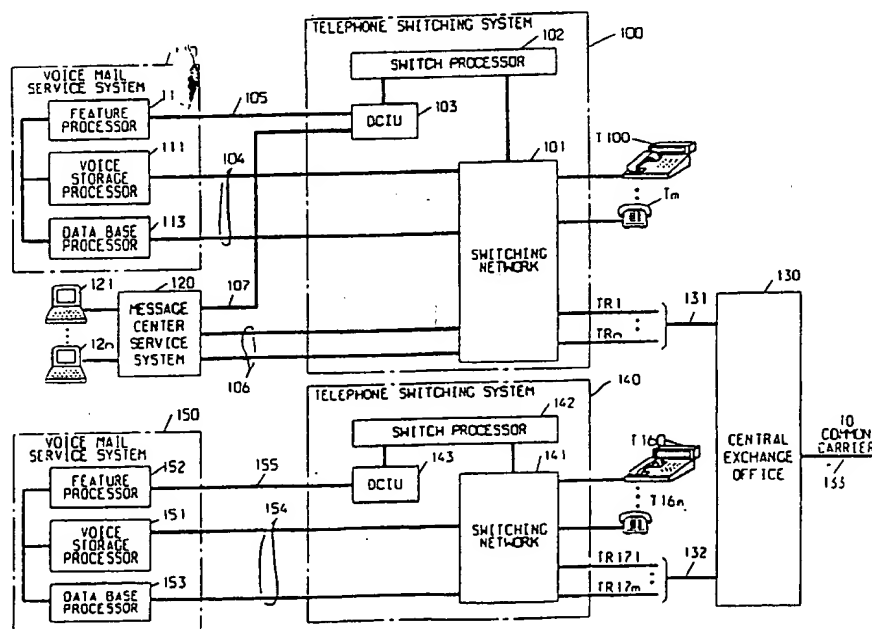 TELEPHONE SWITCHING SYSTEM
102
100
SWITCH PROCESSOR
VOICE MAIL
SERVICE SYSTEM
11
105
FEATURE
PROCESSOR
DCIU
103
111
VOICE
STORAGE
PROCESSOR
104
101
T100
Tm
113
DATA BASE
PROCESSOR
SWITCHING
NETWORK
121
120
107
MESSAGE
CENTER
SERVICE
SYSTEM
12n
106
TR1
TRn
131
130
TELEPHONE SWITCHING SYSTEM
140
142
SWITCH PROCESSOR
150
VOICE MAIL
SERVICE SYSTEM
152
155
FEATURE
PROCESSOR
143
DCIU
141
T160
T16n
CENTRAL
EXCHANGE
OFFICE
TO
COMMON
CARRIER
133
151
VOICE
STORAGE
PROCESSOR
154
SWITCHING
NETWORK
153
DATA BASE
PROCESSOR
TR171
TR17m
132